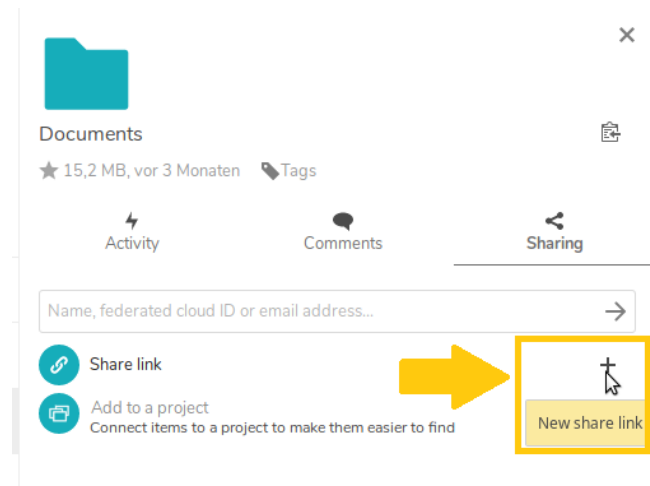 Documents
15,2 MB, vor 3 Monaten Tags
Activity Comments Sharing
Name, federated cloud ID or email address...
Share link
Add to a project
Connect items to a project to make them easier to find
New share link